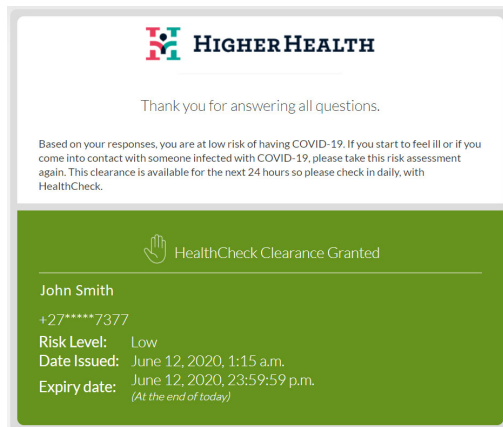 HIGHER HEALTH
Thank you for answering all questions.
Based on your responses, you are at low risk of having COVID-19. If you start to feel ill or if you
come into contact with someone infected with COVID-19, please take this risk assessment
again. This clearance is available for the next 24 hours so please check in daily, with
HealthCheck.
HealthCheck Clearance Granted
John Smith
+27*****7377
Risk Level: Low
Date Issued: June 12, 2020, 1:15 a.m.
Expiry date: June 12, 2020, 23:59:59 p.m.
(At the end of today)